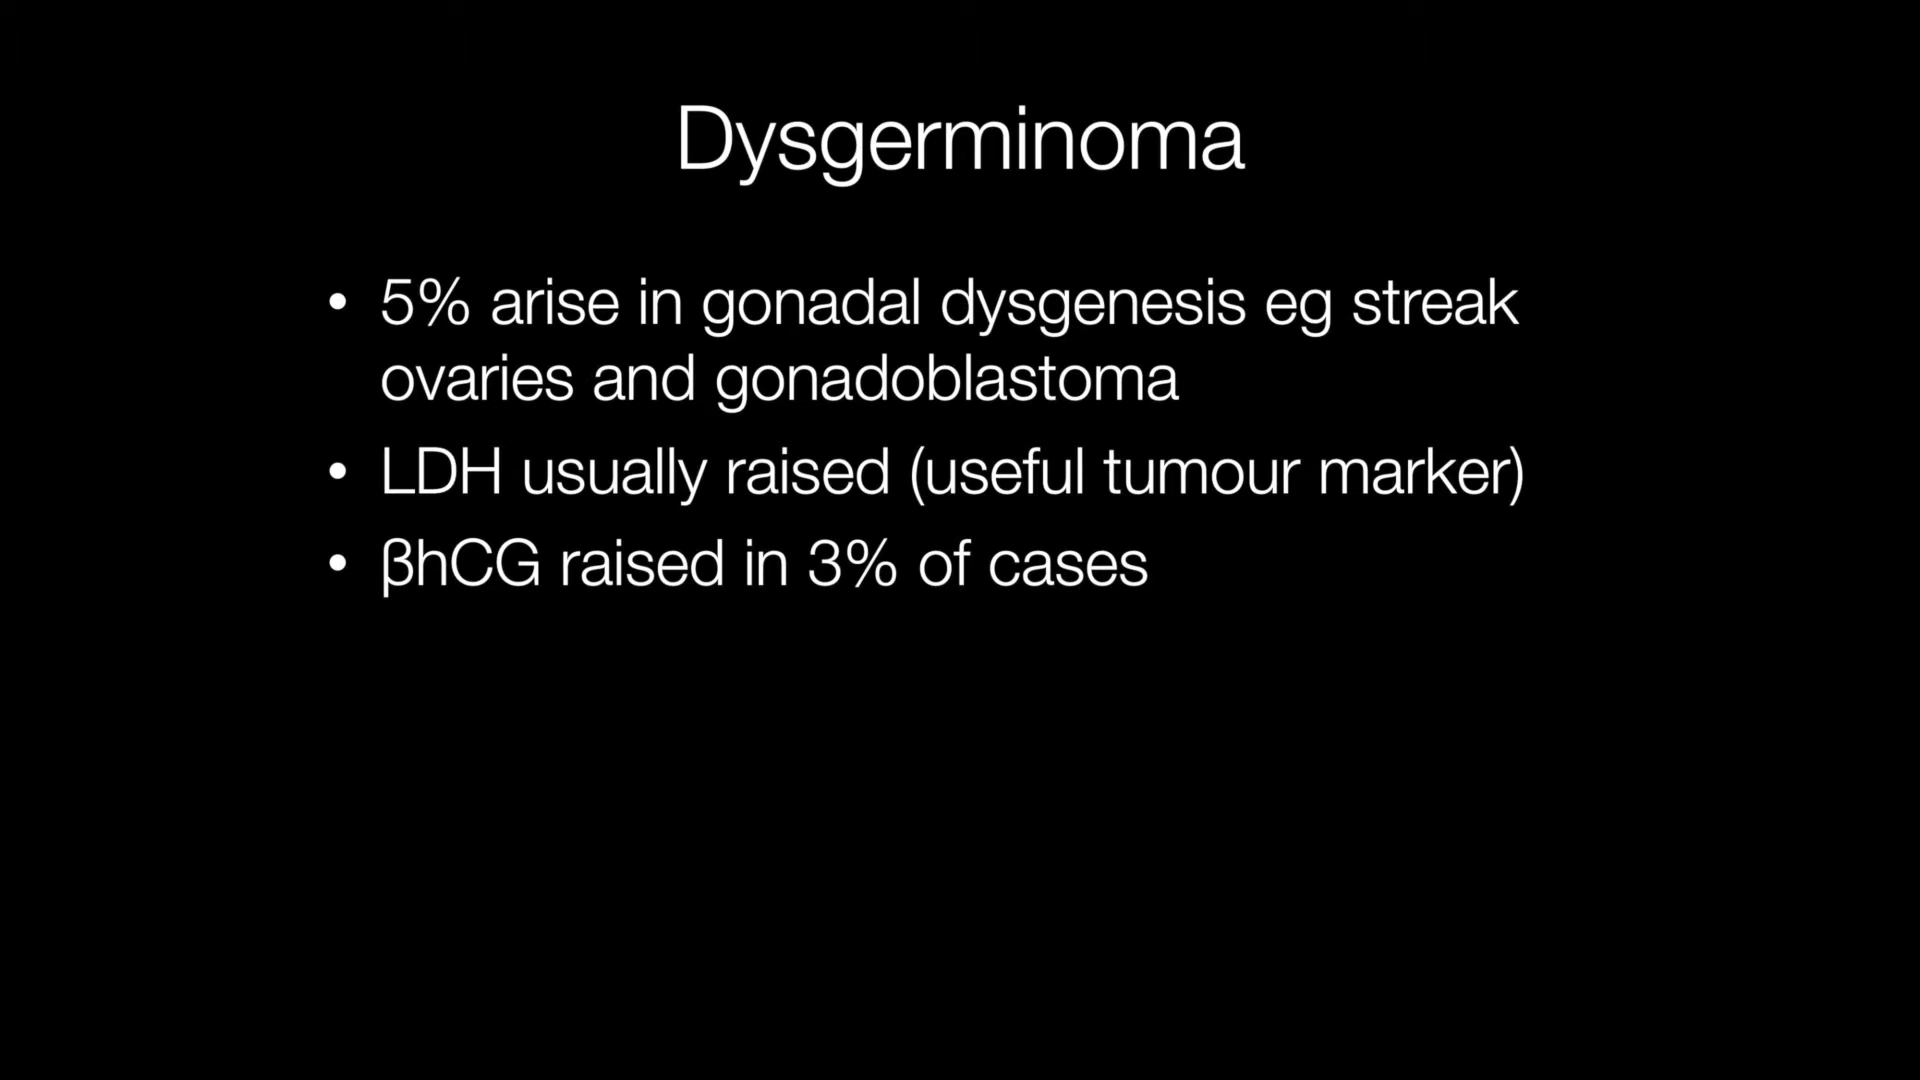 Dysgerminoma
• 5% arise in gonadal dysgenesis eg streak
ovaries and gonadoblastoma
• LDH usually raised (useful tumour marker)
• βhCG raised in 3% of cases